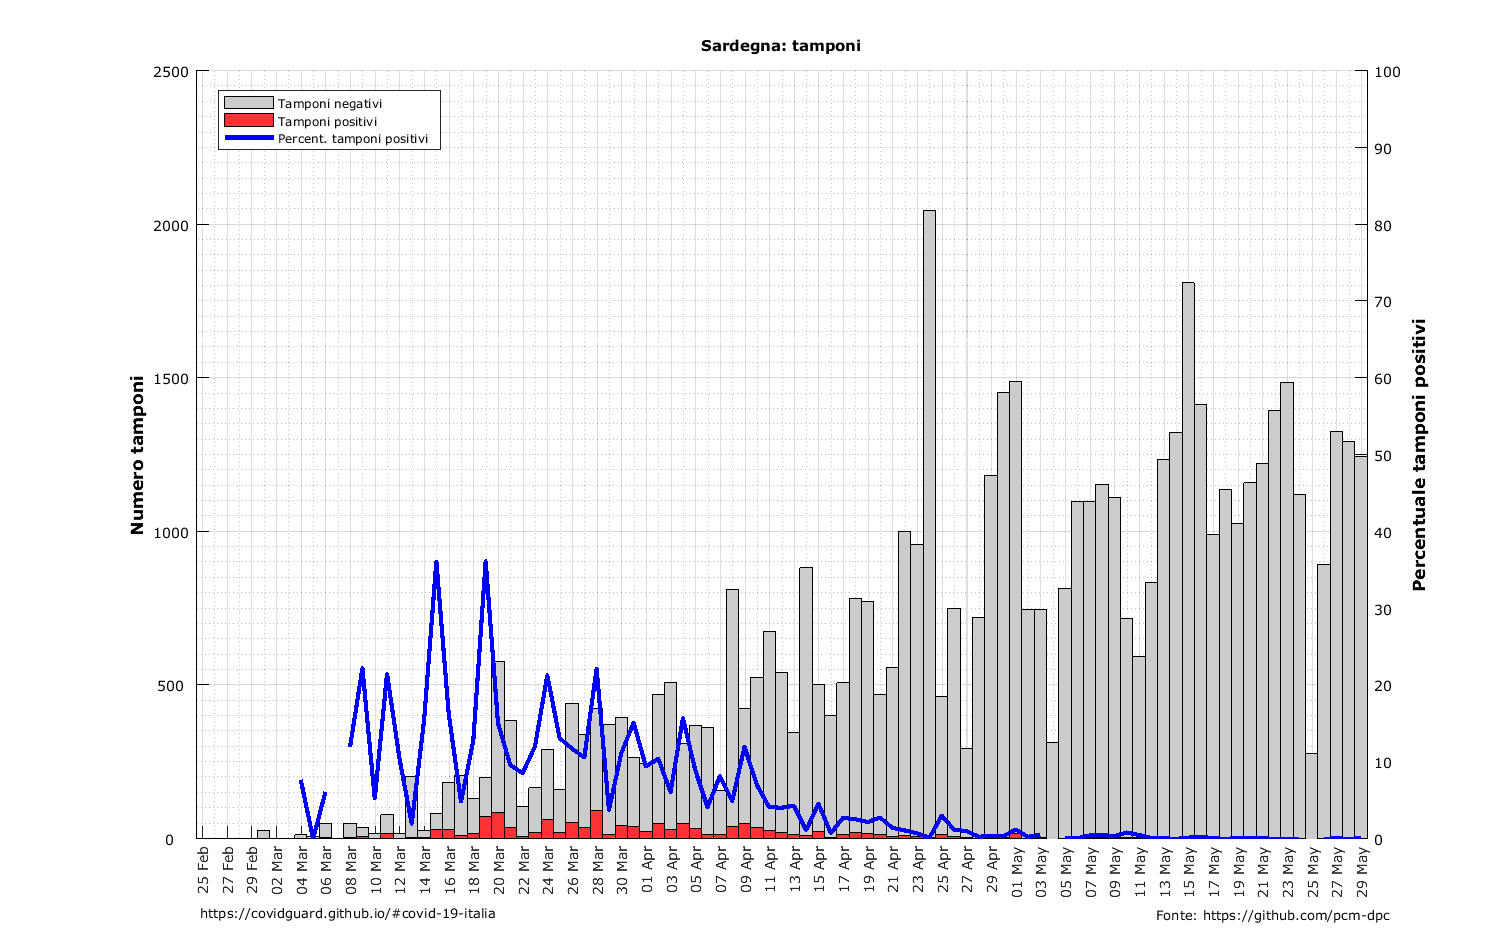 Sardegna: tamponi
Tamponi negativi
Tamponi positivi
Percent. tamponi positivi
Numero tamponi
2500
2000
1500
1000
500
0
Percentuale tamponi positivi
100
90
80
70
60
50
40
30
20
10
0
25 Feb
27 Feb
29 Feb
02 Mar
04 Mar
06 Mar
08 Mar
10 Mar
12 Mar
14 Mar
16 Mar
18 Mar
20 Mar
22 Mar
24 Mar
26 Mar
28 Mar
30 Mar
01 Apr
03 Apr
05 Apr
07 Apr
09 Apr
11 Apr
13 Apr
15 Apr
17 Apr
19 Apr
21 Apr
23 Apr
25 Apr
27 Apr
29 Apr
01 May
03 May
05 May
07 May
09 May
11 May
13 May
15 May
17 May
19 May
21 May
23 May
25 May
27 May
29 May
https://covidguard.github.io/#covid-19-italia
Fonte: https://github.com/pcm-dpc